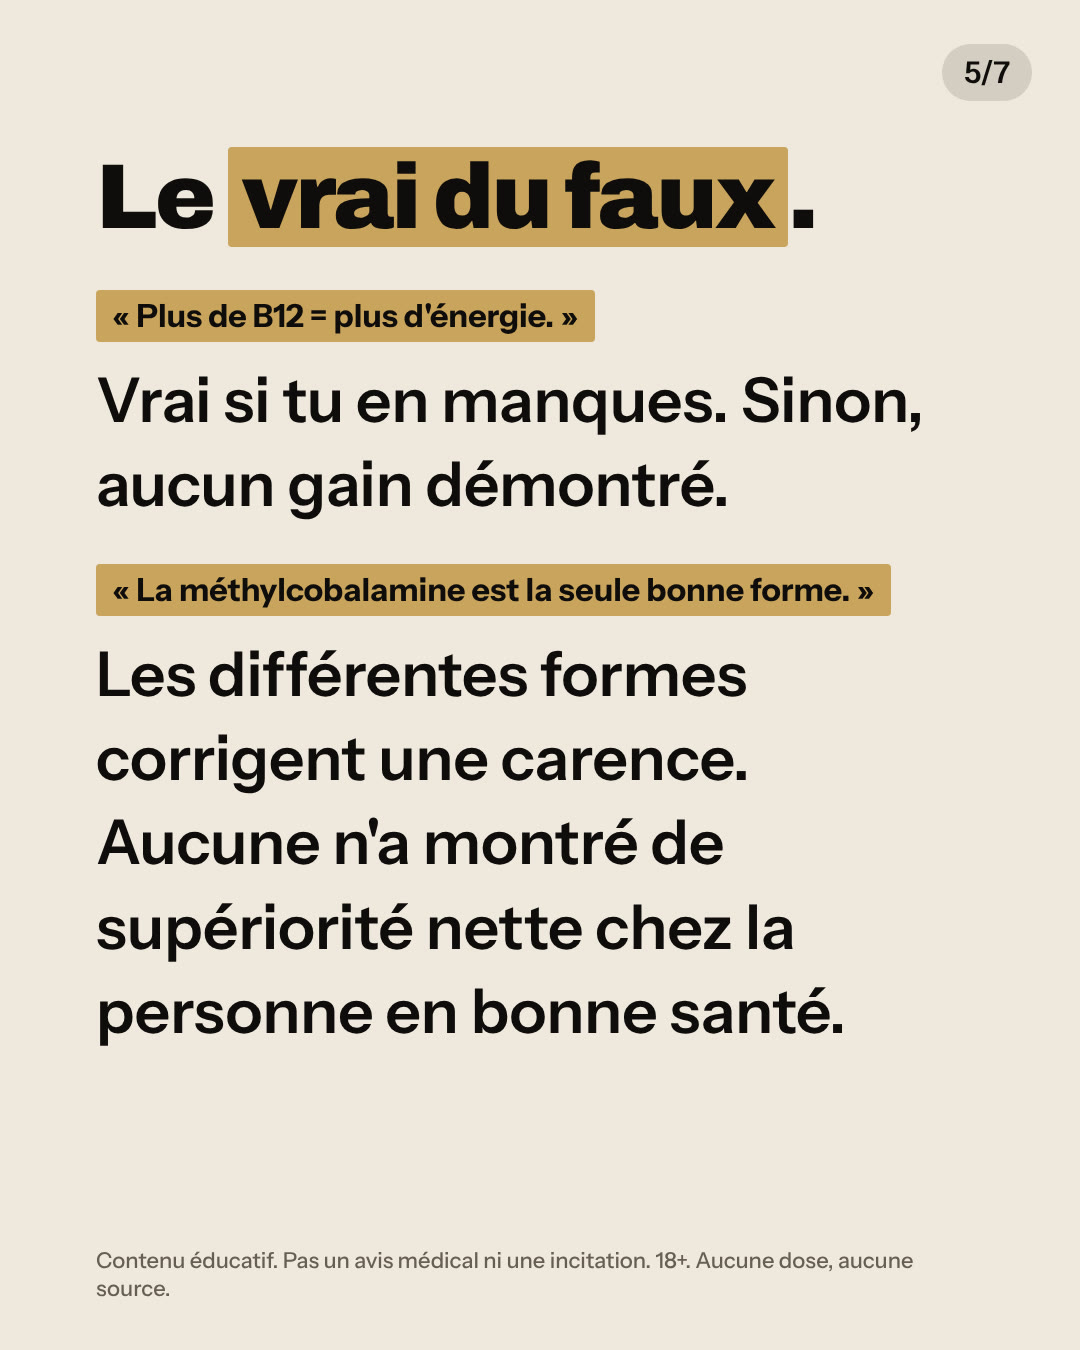 5/7
Le vrai du faux.
« Plus de B12 = plus d'énergie. »
Vrai si tu en manques. Sinon,
aucun gain démontré.
« La méthylcobalamine est la seule bonne forme. »
Les différentes formes
corrigent une carence.
Aucune n'a montré de
supériorité nette chez la
personne en bonne santé.
Contenu éducatif. Pas un avis médical ni une incitation. 18+. Aucune dose, aucune
source.